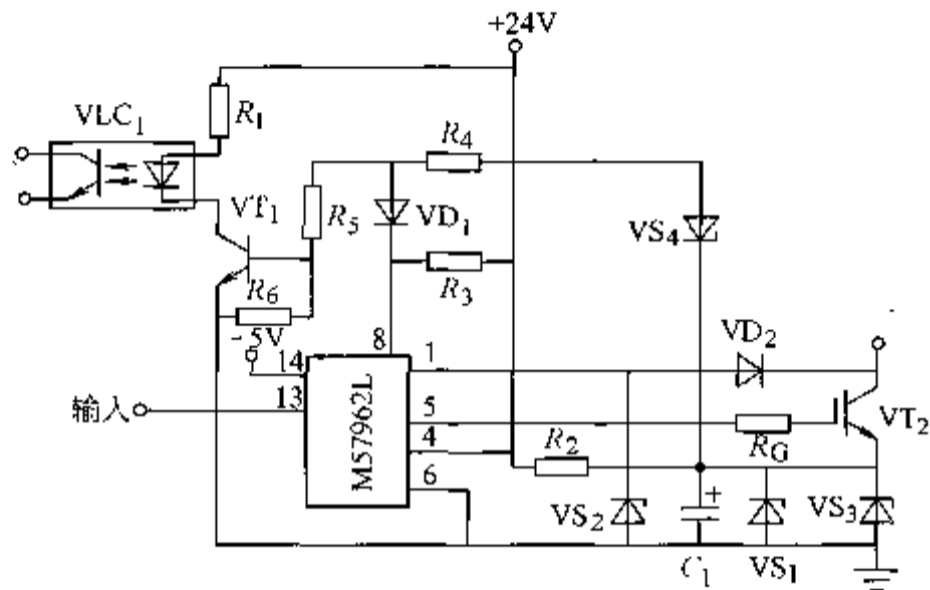 +24V
VLC1
R1
R4
VT1
R5
VD1
VS4
R6
R3
-5V
8
14
1
VD2
13
输入
M57962L
5
4
6
RG
VT2
R2
VS2
C1
+
VS1
VS3